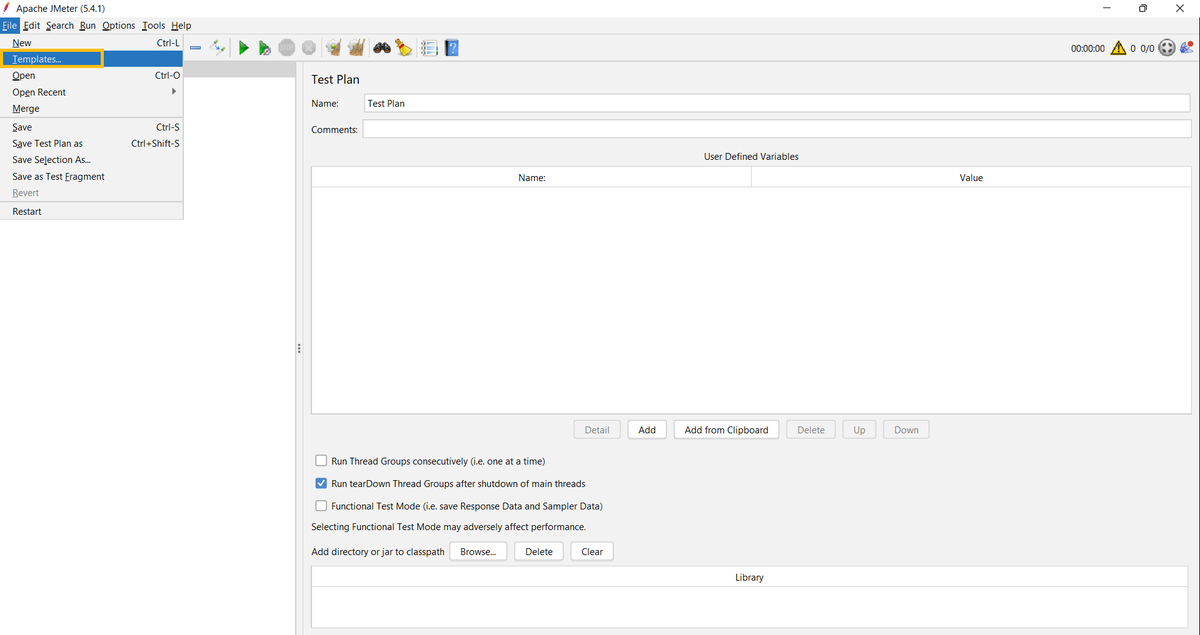 Apache JMeter (5.4.1)
File Edit Search Run Options Tools Help
New Ctrl-L
Templates...
Open Ctrl-O
Open Recent
Merge
Save Ctrl-S
Save Test Plan as Ctrl+Shift-S
Save Selection As...
Save as Test Fragment
Revert
Restart
00:00:00 0 0/0
Test Plan
Name: Test Plan
Comments:
User Defined Variables
Name: Value
Detail Add Add from Clipboard Delete Up Down
Run Thread Groups consecutively (i.e. one at a time)
Run tearDown Thread Groups after shutdown of main threads
Functional Test Mode (i.e. save Response Data and Sampler Data)
Selecting Functional Test Mode may adversely affect performance.
Add directory or jar to classpath Browse... Delete Clear
Library